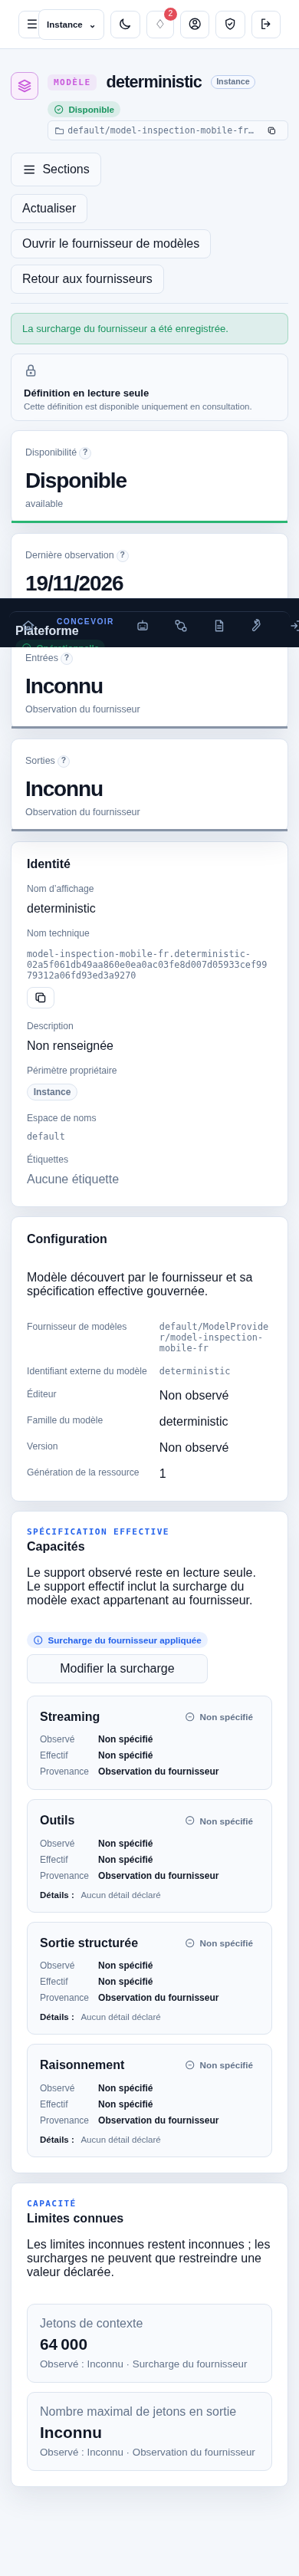 Instance
2
MODÈLE deterministic Instance
Disponible
default/model-inspection-mobile-fr…
Sections
Actualiser
Ouvrir le fournisseur de modèles
Retour aux fournisseurs
La surcharge du fournisseur a été enregistrée.
Définition en lecture seule
Cette définition est disponible uniquement en consultation.
Disponibilité ?
Disponible
available
Dernière observation ?
19/11/2026
CONCEVOIR
Plateforme
Entrées ?
Inconnu
Observation du fournisseur
Sorties ?
Inconnu
Observation du fournisseur
Identité
Nom d’affichage
deterministic
Nom technique
model-inspection-mobile-fr.deterministic-
02a5f061db49aa860e0ea0ac03fe8d007d05933cef99
79312a06fd93ed3a9270
Description
Non renseignée
Périmètre propriétaire
Instance
Espace de noms
default
Étiquettes
Aucune étiquette
Configuration
Modèle découvert par le fournisseur et sa
spécification effective gouvernée.
Fournisseur de modèles default/ModelProvide
r/model-inspection-
mobile-fr
Identifiant externe du modèle deterministic
Éditeur Non observé
Famille du modèle deterministic
Version Non observé
Génération de la ressource 1
SPÉCIFICATION EFFECTIVE
Capacités
Le support observé reste en lecture seule.
Le support effectif inclut la surcharge du
modèle exact appartenant au fournisseur.
Surcharge du fournisseur appliquée
Modifier la surcharge
Streaming Non spécifié
Observé Non spécifié
Effectif Non spécifié
Provenance Observation du fournisseur
Outils Non spécifié
Observé Non spécifié
Effectif Non spécifié
Provenance Observation du fournisseur
Détails : Aucun détail déclaré
Sortie structurée Non spécifié
Observé Non spécifié
Effectif Non spécifié
Provenance Observation du fournisseur
Détails : Aucun détail déclaré
Raisonnement Non spécifié
Observé Non spécifié
Effectif Non spécifié
Provenance Observation du fournisseur
Détails : Aucun détail déclaré
CAPACITÉ
Limites connues
Les limites inconnues restent inconnues ; les
surcharges ne peuvent que restreindre une
valeur déclarée.
Jetons de contexte
64 000
Observé : Inconnu · Surcharge du fournisseur
Nombre maximal de jetons en sortie
Inconnu
Observé : Inconnu · Observation du fournisseur